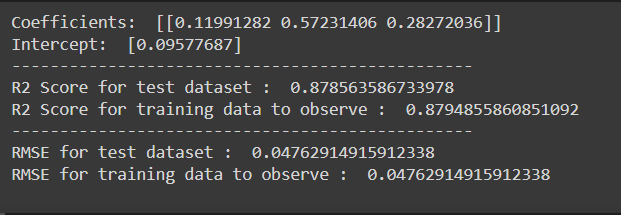 Coefficients:  [[0.11991282 0.57231406 0.28272036]]
Intercept:  [0.09577687]
------------------------------------------------
R2 Score for test dataset :  0.878563586733978
R2 Score for training data to observe :  0.8794855860851092
------------------------------------------------
RMSE for test dataset :  0.04762914915912338
RMSE for training data to observe :  0.04762914915912338